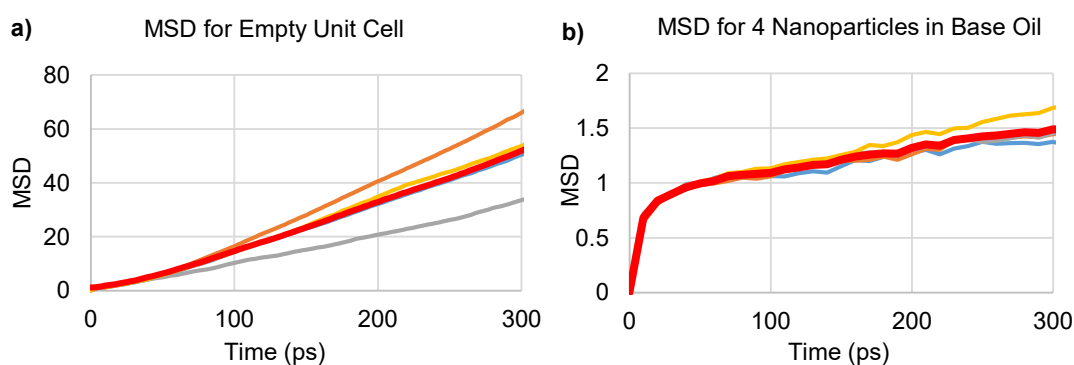 a) MSD for Empty Unit Cell
MSD
80
60
40
20
0
0 100 200 300
Time (ps)
b) MSD for 4 Nanoparticles in Base Oil
MSD
2
1.5
1
0.5
0
0 100 200 300
Time (ps)